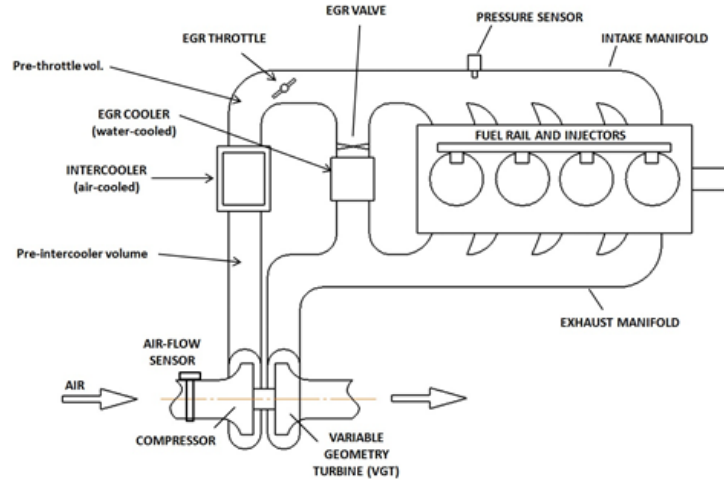 EGR VALVE
PRESSURE SENSOR
EGR THROTTLE
INTAKE MANIFOLD
Pre-throttle vol.
EGR COOLER
(water-cooled)
FUEL RAIL AND INJECTORS
INTERCOOLER
(air-cooled)
Pre-intercooler volume
EXHAUST MANIFOLD
AIR-FLOW
SENSOR
AIR
COMPRESSOR
VARIABLE
GEOMETRY
TURBINE (VGT)